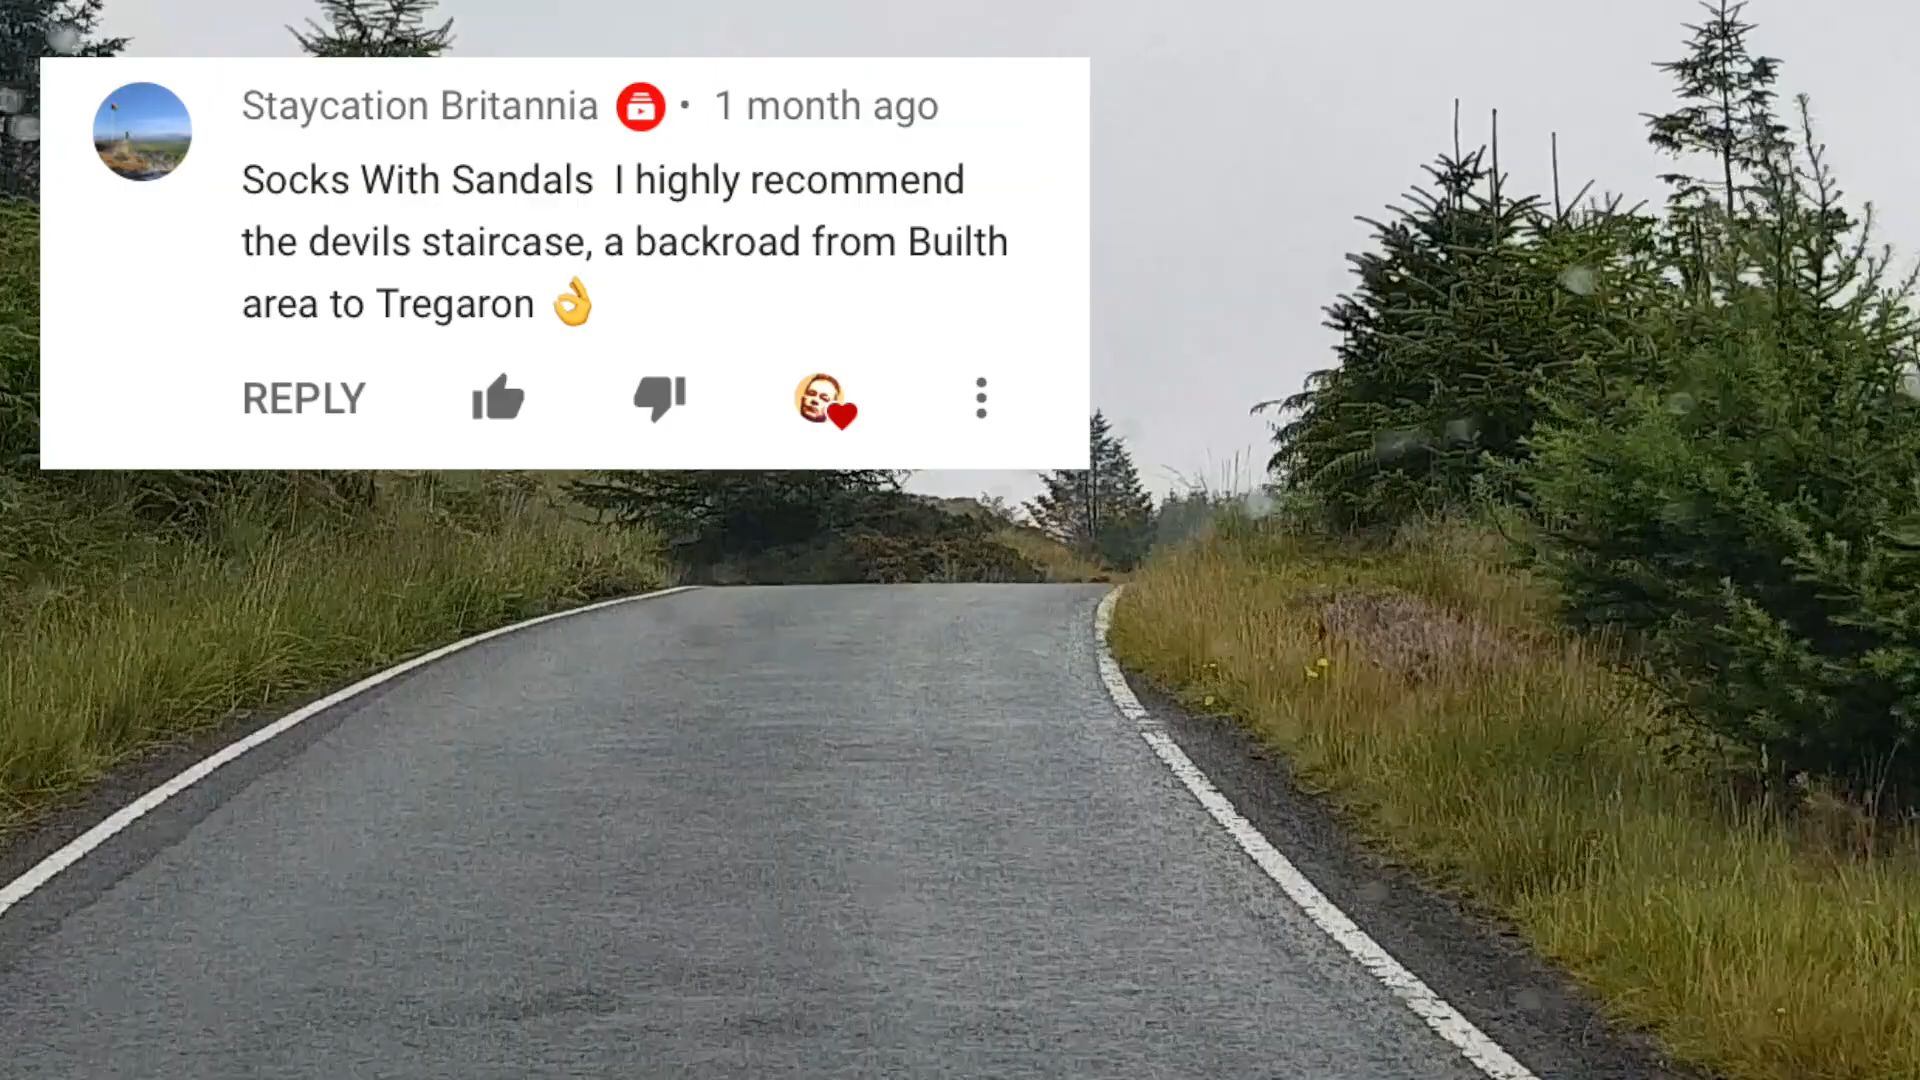 Staycation Britannia • 1 month ago
Socks With Sandals I highly recommend
the devils staircase, a backroad from Builth
area to Tregaron 👌
REPLY